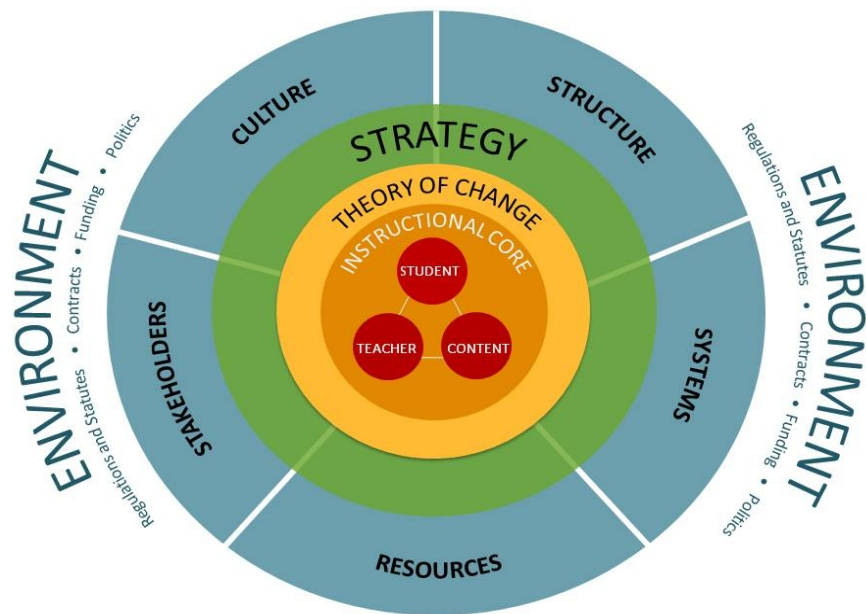 CULTURE
STRUCTURE
STRATEGY
THEORY OF CHANGE
INSTRUCTIONAL CORE
STUDENT
TEACHER
CONTENT
STAKEHOLDERS
SYSTEMS
RESOURCES
ENVIRONMENT
Regulations and Statutes • Contracts • Funding • Politics
ENVIRONMENT
Regulations and Statutes • Contracts • Funding • Politics